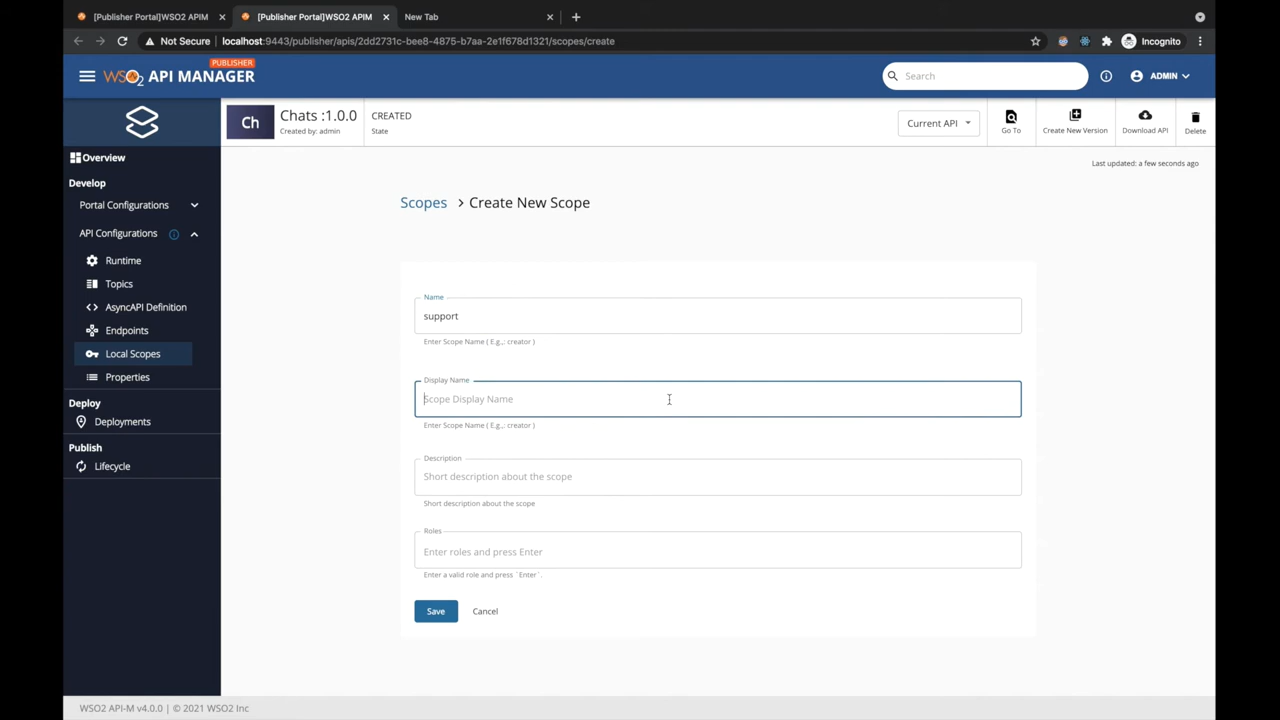 [Publisher Portal]WSO2 APIM
[Publisher Portal]WSO2 APIM
New Tab
Not Secure
localhost:9443/publisher/apis/2dd2731c-bee8-4875-b7aa-2e1f678d1321/scopes/create
Incognito
WSO2 API MANAGER
PUBLISHER
Search
ADMIN
Ch
Chats :1.0.0
Created by: admin
CREATED
State
Current API
Go To
Create New Version
Download API
Delete
Overview
Develop
Portal Configurations
API Configurations
Runtime
Topics
AsyncAPI Definition
Endpoints
Local Scopes
Properties
Deploy
Deployments
Publish
Lifecycle
Last updated: a few seconds ago
Scopes > Create New Scope
Name
support
Enter Scope Name ( E.g.,: creator )
Display Name
Scope Display Name
Enter Scope Name ( E.g.,: creator )
Description
Short description about the scope
Short description about the scope
Roles
Enter roles and press Enter
Enter a valid role and press `Enter`.
Save
Cancel
WSO2 API-M v4.0.0 | © 2021 WSO2 Inc